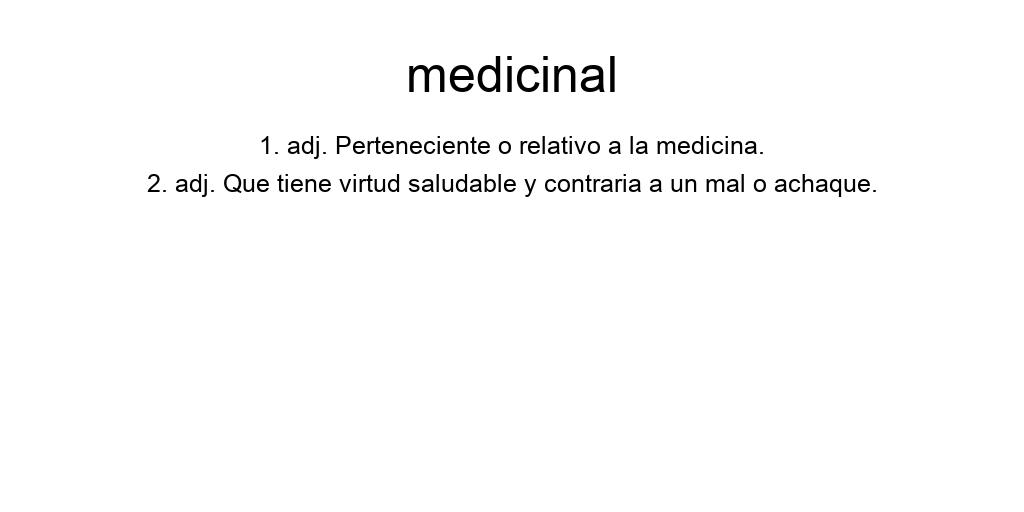 medicinal
1. adj. Perteneciente o relativo a la medicina.
2. adj. Que tiene virtud saludable y contraria a un mal o achaque.